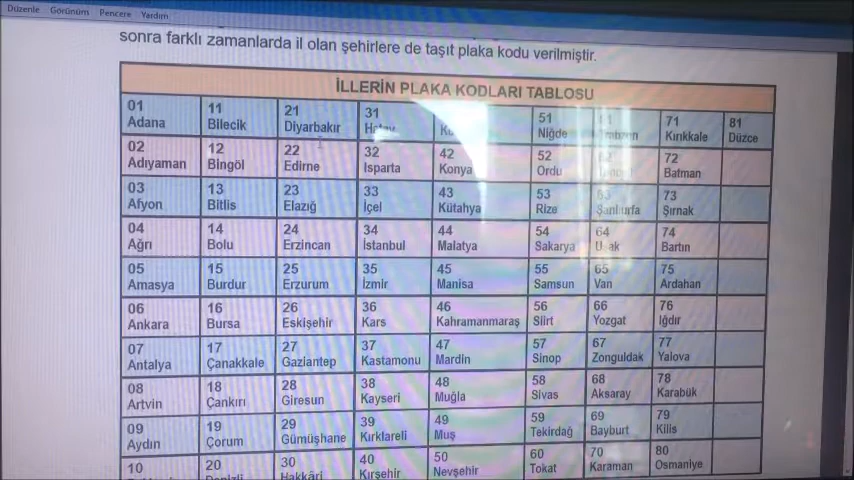 Düzenle Görünüm Pencere Yardım
sonra farklı zamanlarda il olan şehirlere de taşıt plaka kodu verilmiştir.
İLLERİN PLAKA KODLARI TABLOSU
01 11 21 31 51 71 81
Adana Bilecik Diyarbakır Niğde Kırıkkale Düzce
02 12 22 32 42 52 72
Adıyaman Bingöl Edirne Isparta Konya Ordu Batman
03 13 23 33 43 53 63 73
Afyon Bitlis Elazığ İçel Kütahya Rize Şanlıurfa Şırnak
04 14 24 34 44 54 64 74
Ağrı Bolu Erzincan İstanbul Malatya Sakarya Bartın
05 15 25 35 45 55 65 75
Amasya Burdur Erzurum İzmir Manisa Samsun Van Ardahan
06 16 26 36 46 56 66 76
Ankara Bursa Eskişehir Kars Kahramanmaraş Siirt Yozgat Iğdır
07 17 27 37 47 57 67 77
Antalya Çanakkale Gaziantep Kastamonu Mardin Sinop Zonguldak Yalova
08 18 28 38 48 58 68 78
Artvin Çankırı Giresun Kayseri Muğla Sivas Aksaray Karabük
09 19 29 39 49 59 69 79
Aydın Çorum Gümüşhane Kırklareli Muş Tekirdağ Bayburt Kilis
10 20 30 40 50 60 70 80
Denizli Hakkâri Kırşehir Nevşehir Tokat Karaman Osmaniye